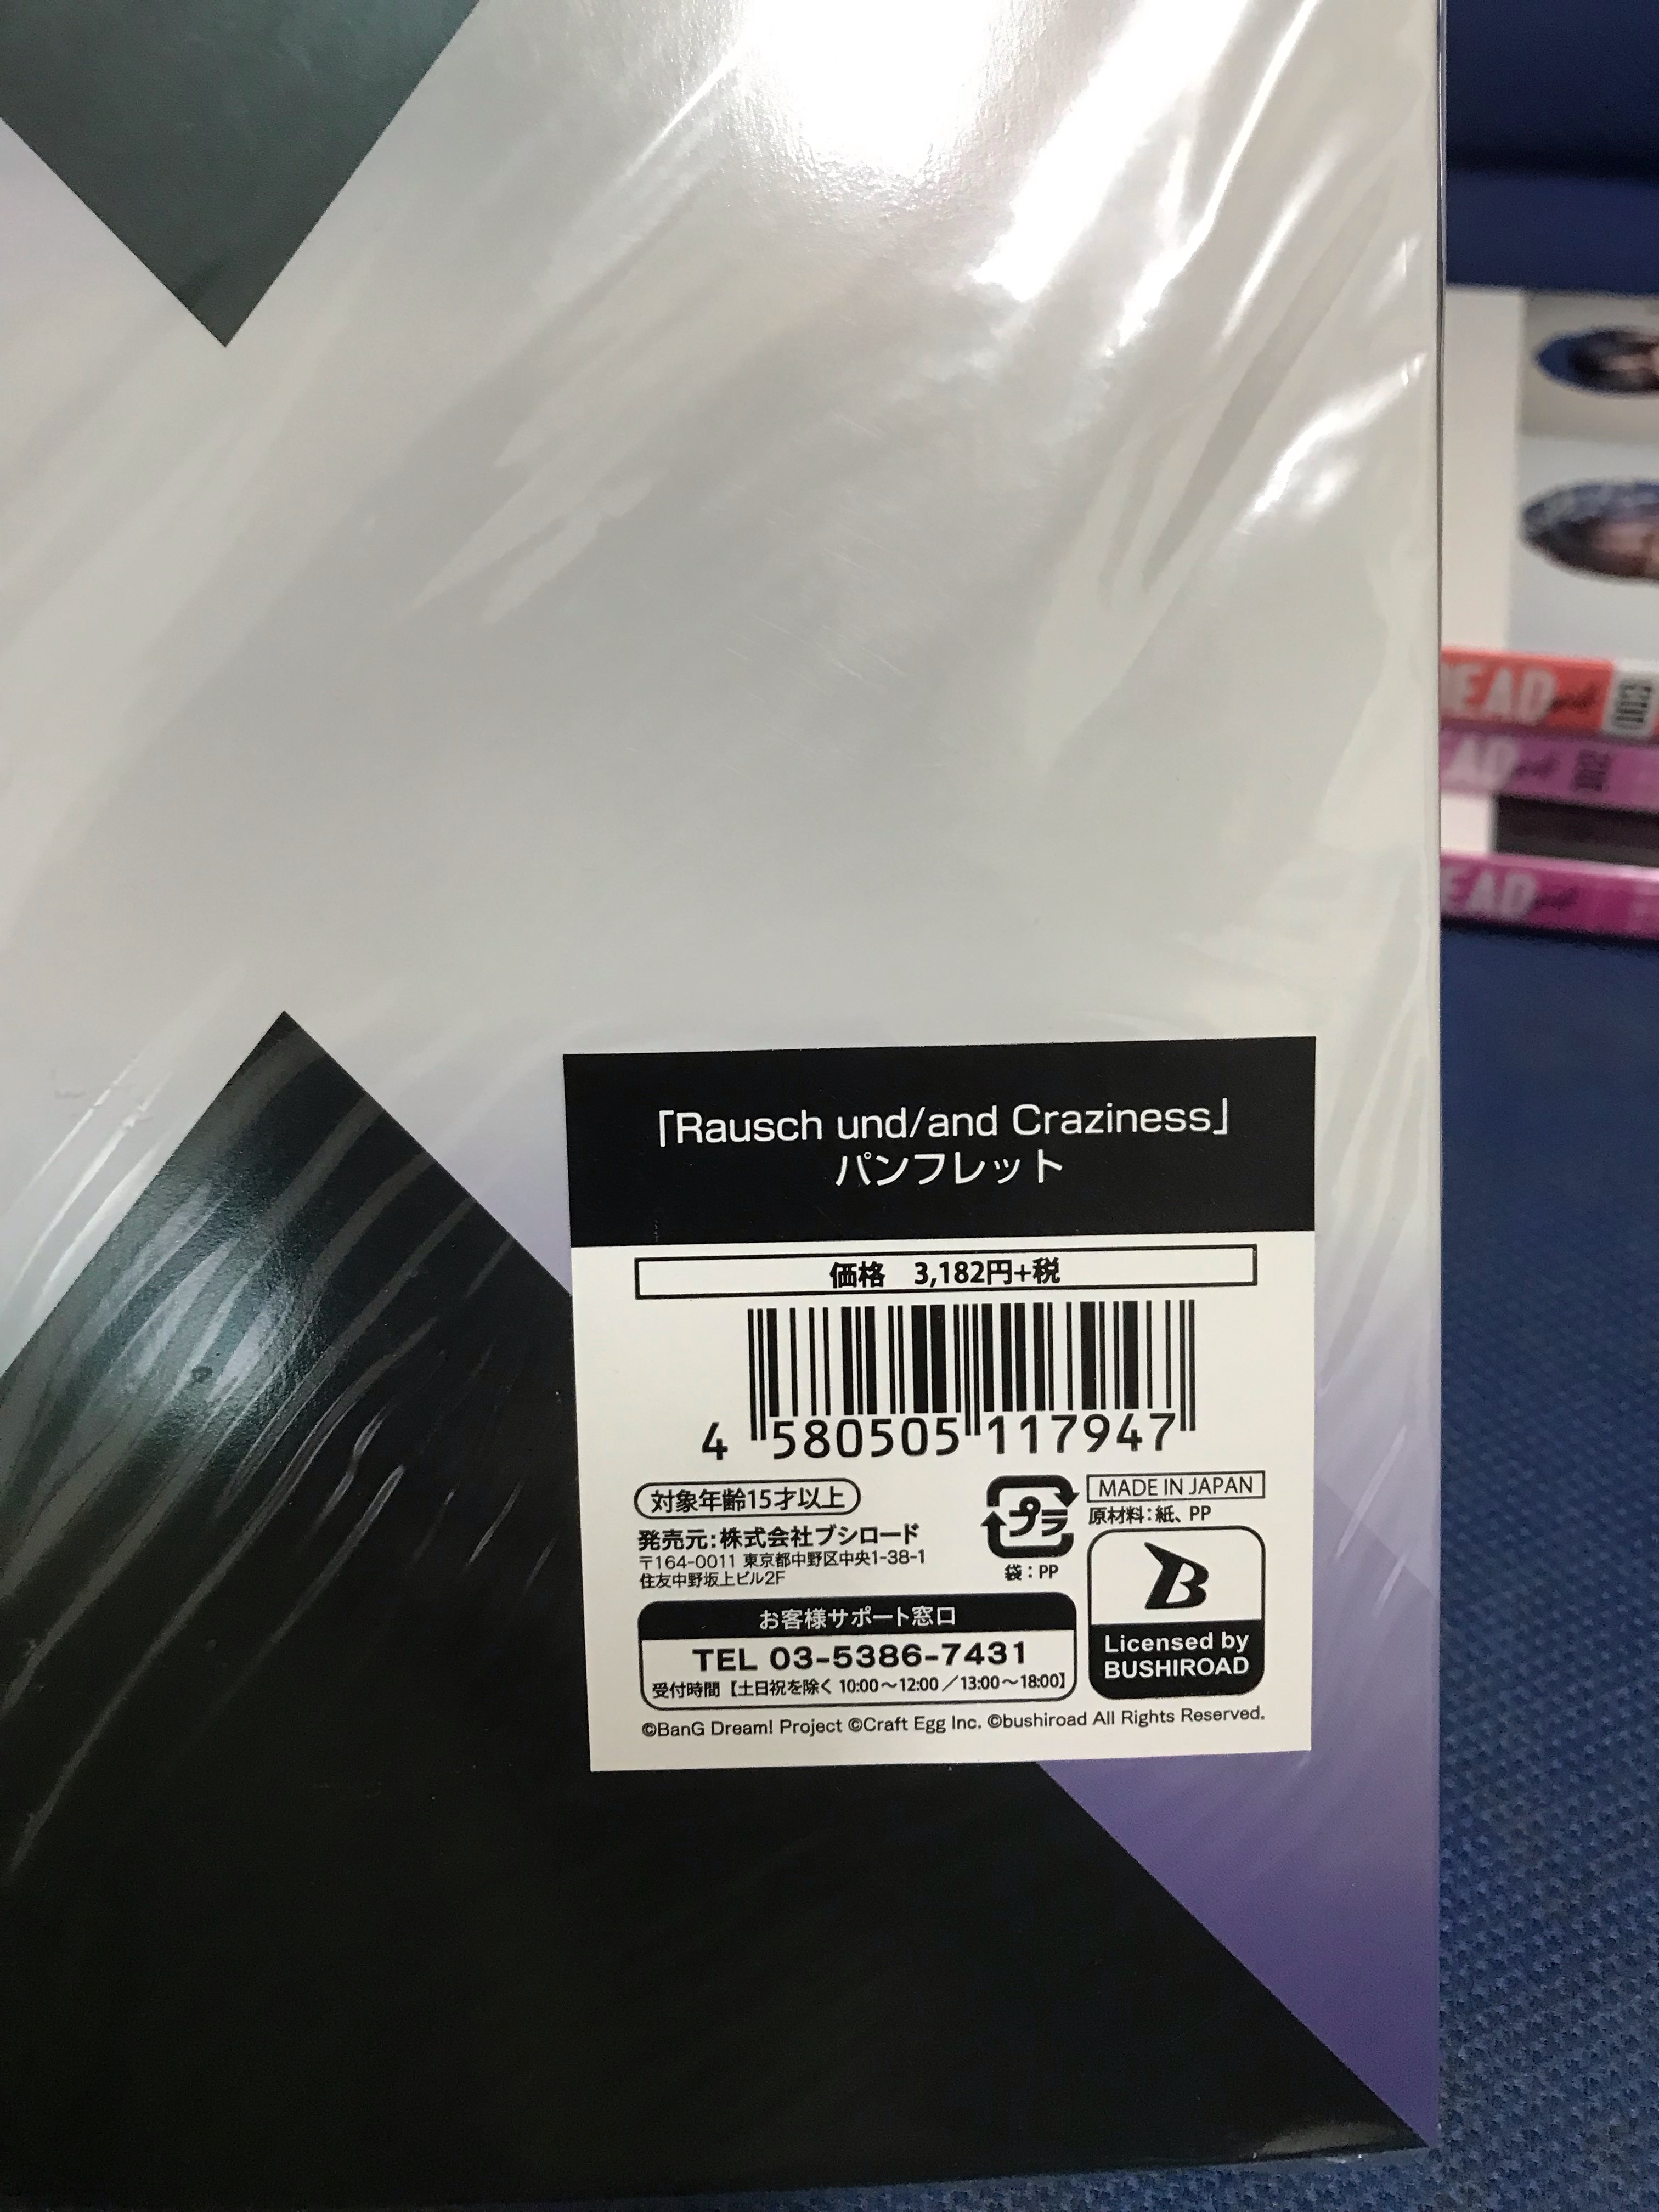 「Rausch und/and Craziness」
パンフレット
価格 3,182円+税
4 580505 117947
対象年齢15才以上
発売元:株式会社ブシロード
〒164-0011 東京都中野区中央1-38-1
住友中野坂上ビル2F
プラ
袋:PP
MADE IN JAPAN
原材料:紙、PP
お客様サポート窓口
TEL 03-5386-7431
受付時間【土日祝を除く 10:00～12:00/13:00～18:00】
B
Licensed by
BUSHIROAD
©BanG Dream! Project ©Craft Egg Inc. ©bushiroad All Rights Reserved.
EAD
EAD
EAD